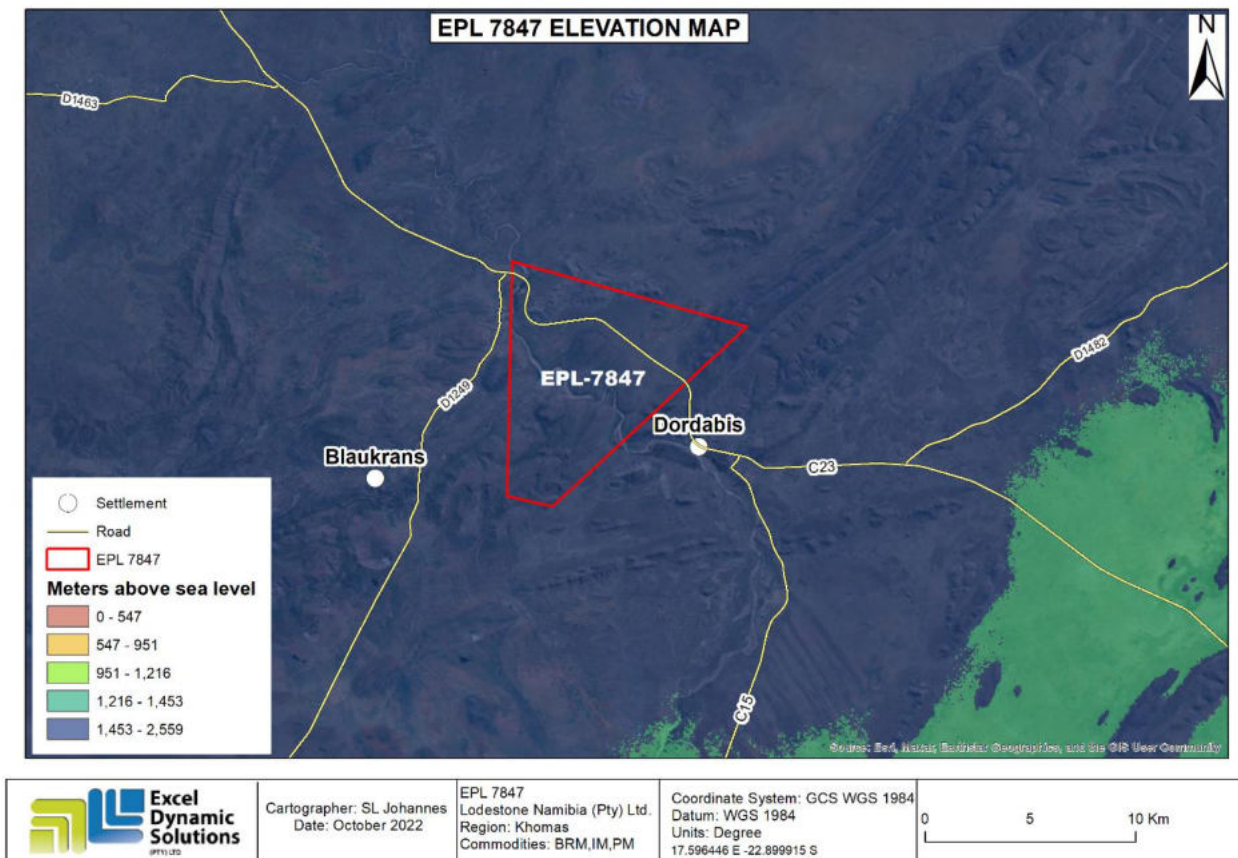 EPL 7847 ELEVATION MAP
N
D1463
D1249
EPL-7847
D1482
Dordabis
Blaukrans
C23
C15
Settlement
Road
EPL 7847
Meters above sea level
0 - 547
547 - 951
951 - 1,216
1,216 - 1,453
1,453 - 2,559
Source: Esri, Maxar, Earthstar Geographics, and the GIS User Community
Excel
Dynamic
Solutions
(PTY) LTD
Cartographer: SL Johannes
Date: October 2022
EPL 7847
Lodestone Namibia (Pty) Ltd.
Region: Khomas
Commodities: BRM,IM,PM
Coordinate System: GCS WGS 1984
Datum: WGS 1984
Units: Degree
17.596446 E -22.899915 S
0 5 10 Km